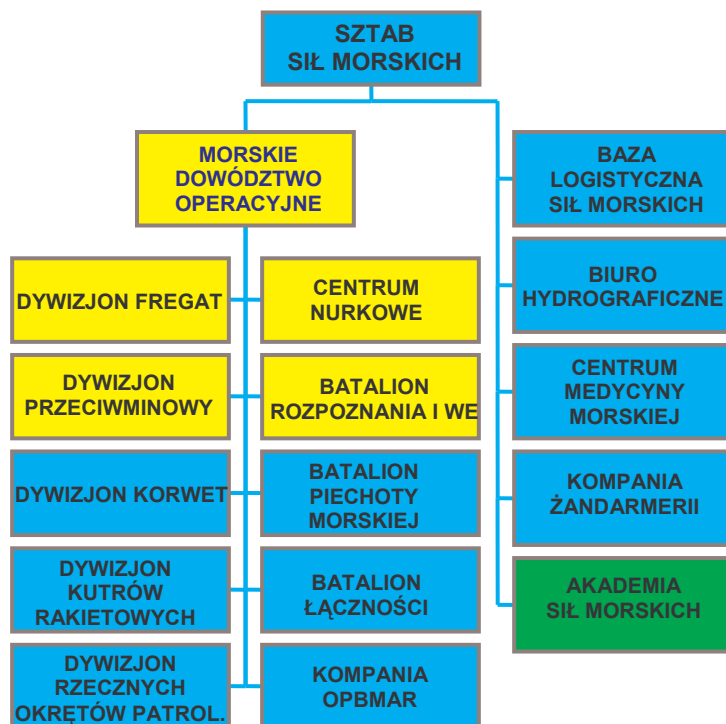 SZTAB
SIŁ MORSKICH
MORSKIE
DOWÓDZTWO
OPERACYJNE
DYWIZJON FREGAT
CENTRUM
NURKOWE
DYWIZJON
PRZECIWMINOWY
BATALION
ROZPOZNANIA I WE
DYWIZJON KORWET
BATALION
PIECHOTY
MORSKIEJ
DYWIZJON
KUTRÓW
RAKIETOWYCH
BATALION
ŁĄCZNOŚCI
DYWIZJON
RZECZNYCH
OKRĘTÓW PATROL.
KOMPANIA
OPBMAR
BAZA
LOGISTYCZNA
SIŁ MORSKICH
BIURO
HYDROGRAFICZNE
CENTRUM
MEDYCYNY
MORSKIEJ
KOMPANIA
ŻANDARMERII
AKADEMIA
SIŁ MORSKICH